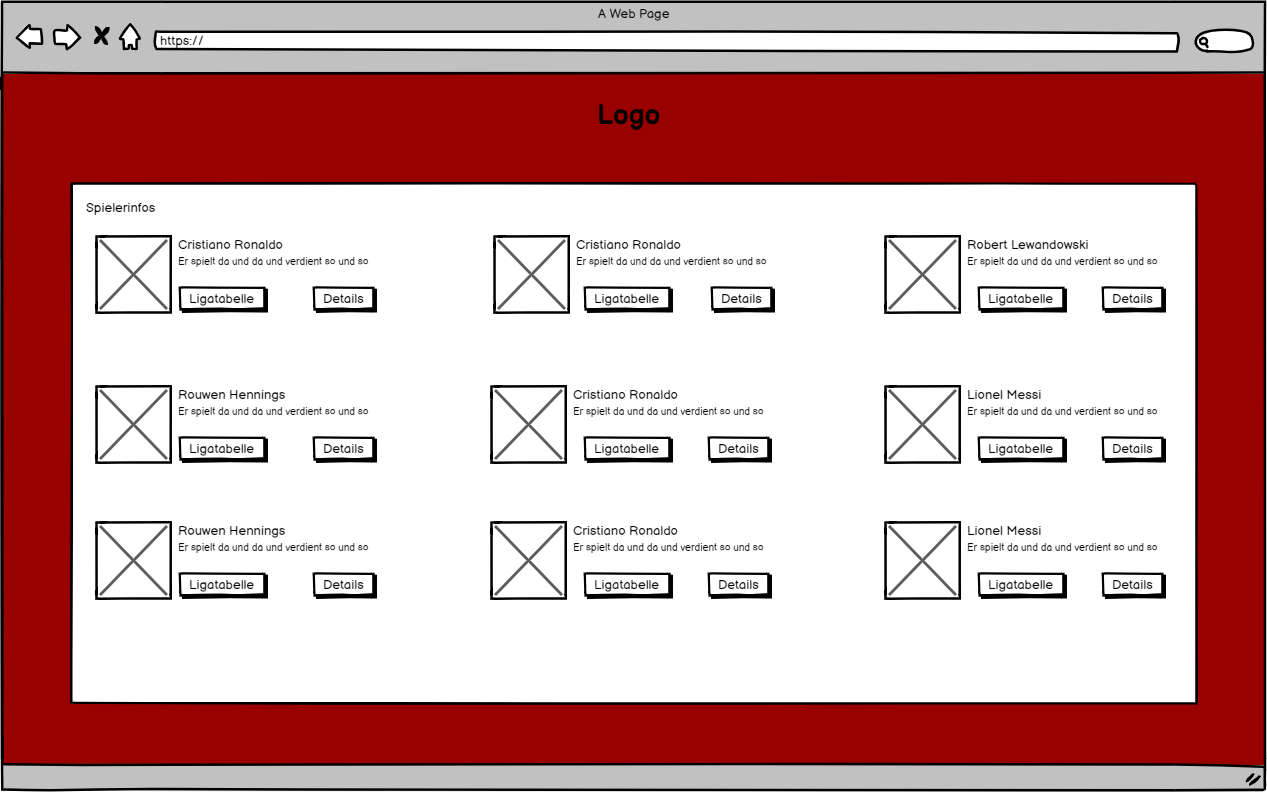 A Web Page
https://
Logo
Spielerinfos
Cristiano Ronaldo
Er spielt da und da und verdient so und so
Ligatabelle
Details
Cristiano Ronaldo
Er spielt da und da und verdient so und so
Ligatabelle
Details
Robert Lewandowski
Er spielt da und da und verdient so und so
Ligatabelle
Details
Rouwen Hennings
Er spielt da und da und verdient so und so
Ligatabelle
Details
Cristiano Ronaldo
Er spielt da und da und verdient so und so
Ligatabelle
Details
Lionel Messi
Er spielt da und da und verdient so und so
Ligatabelle
Details
Rouwen Hennings
Er spielt da und da und verdient so und so
Ligatabelle
Details
Cristiano Ronaldo
Er spielt da und da und verdient so und so
Ligatabelle
Details
Lionel Messi
Er spielt da und da und verdient so und so
Ligatabelle
Details